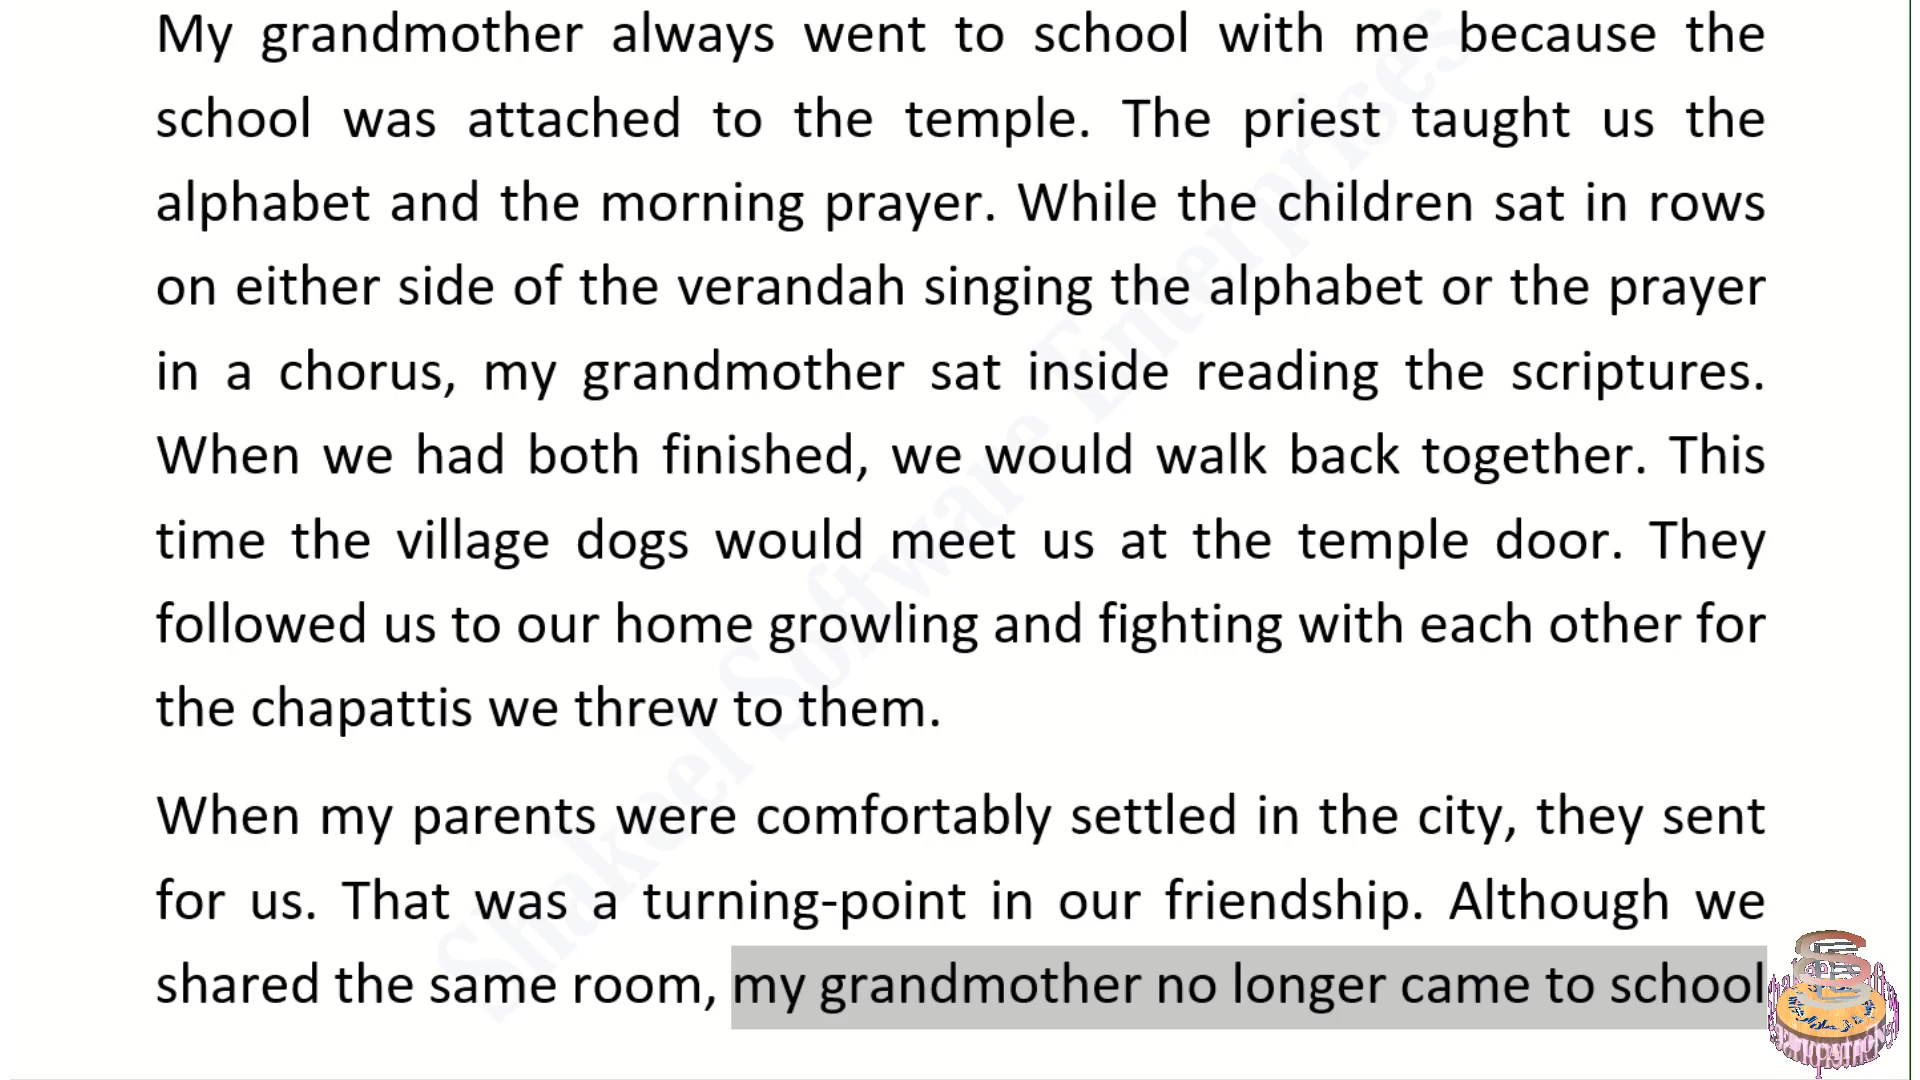 My grandmother always went to school with me because the
school was attached to the temple. The priest taught us the
alphabet and the morning prayer. While the children sat in rows
on either side of the verandah singing the alphabet or the prayer
in a chorus, my grandmother sat inside reading the scriptures.
When we had both finished, we would walk back together. This
time the village dogs would meet us at the temple door. They
followed us to our home growling and fighting with each other for
the chapattis we threw to them.
When my parents were comfortably settled in the city, they sent
for us. That was a turning-point in our friendship. Although we
shared the same room, my grandmother no longer came to school
Shakeel Software Enterprises